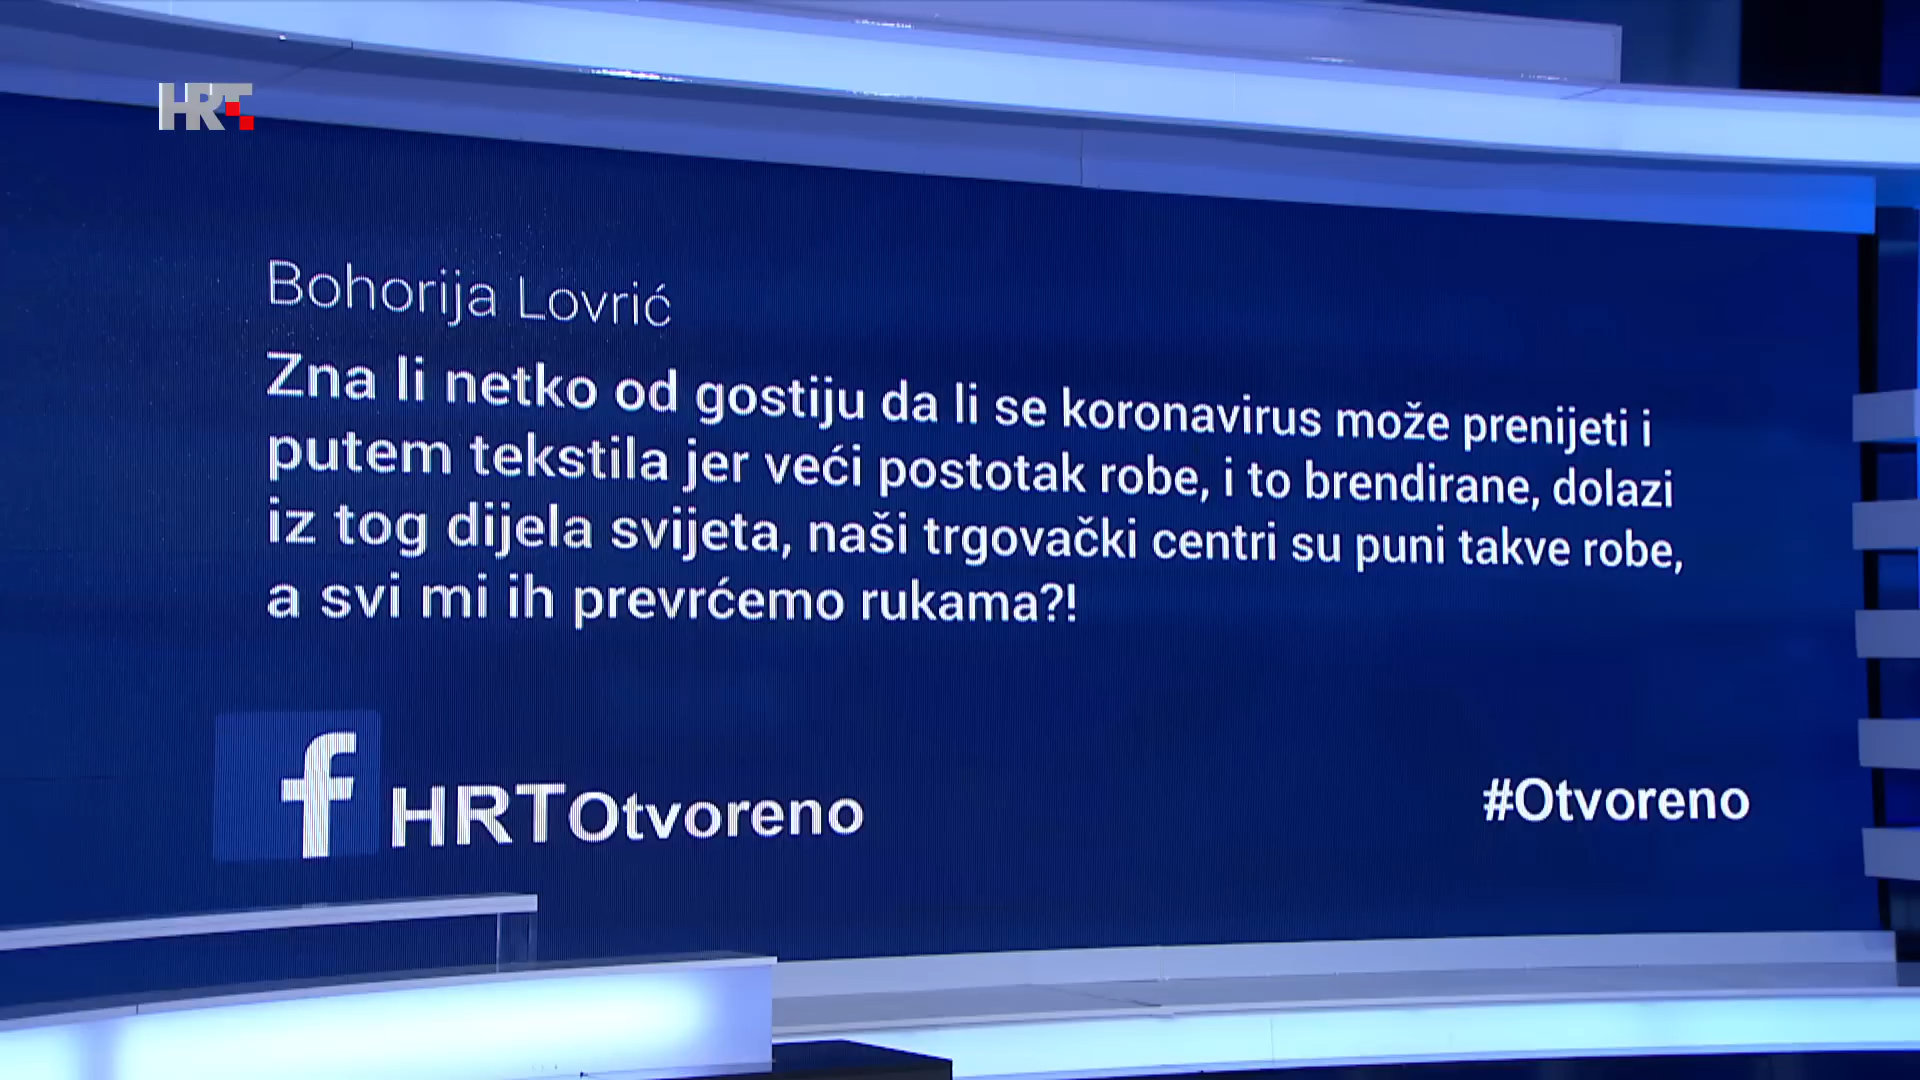 HRT
Bohorija Lovrić
Zna li netko od gostiju da li se koronavirus može prenijeti i
putem tekstila jer veći postotak robe, i to brendirane, dolazi
iz tog dijela svijeta, naši trgovački centri su puni takve robe,
a svi mi ih prevrćemo rukama?!
f HRTOtvoreno
#Otvoreno